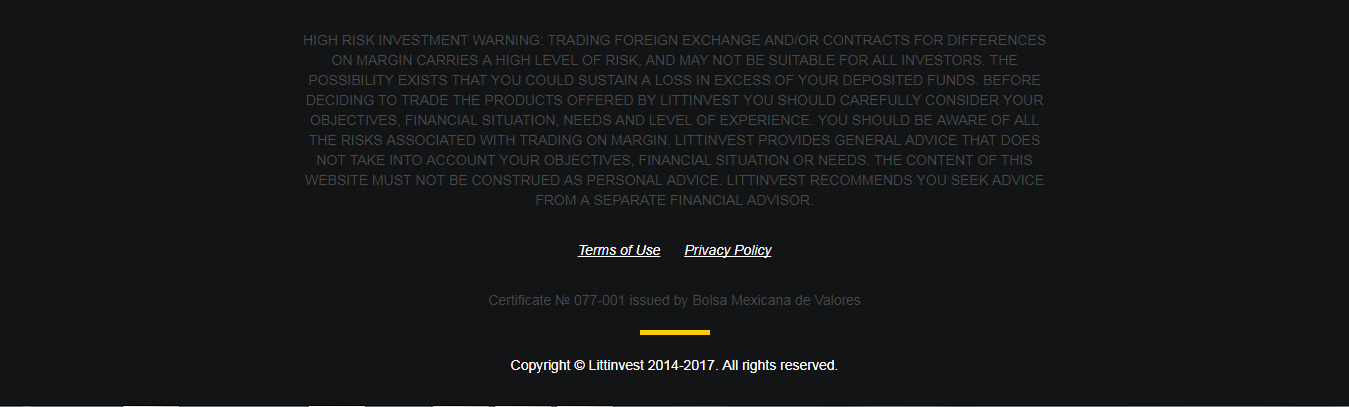 HIGH RISK INVESTMENT WARNING: TRADING FOREIGN EXCHANGE AND/OR CONTRACTS FOR DIFFERENCES
ON MARGIN CARRIES A HIGH LEVEL OF RISK, AND MAY NOT BE SUITABLE FOR ALL INVESTORS. THE
POSSIBILITY EXISTS THAT YOU COULD SUSTAIN A LOSS IN EXCESS OF YOUR DEPOSITED FUNDS. BEFORE
DECIDING TO TRADE THE PRODUCTS OFFERED BY LITTINVEST YOU SHOULD CAREFULLY CONSIDER YOUR
OBJECTIVES, FINANCIAL SITUATION, NEEDS AND LEVEL OF EXPERIENCE. YOU SHOULD BE AWARE OF ALL
THE RISKS ASSOCIATED WITH TRADING ON MARGIN. LITTINVEST PROVIDES GENERAL ADVICE THAT DOES
NOT TAKE INTO ACCOUNT YOUR OBJECTIVES, FINANCIAL SITUATION OR NEEDS. THE CONTENT OF THIS
WEBSITE MUST NOT BE CONSTRUED AS PERSONAL ADVICE. LITTINVEST RECOMMENDS YOU SEEK ADVICE
FROM A SEPARATE FINANCIAL ADVISOR.
Terms of Use Privacy Policy
Certificate № 077-001 issued by Bolsa Mexicana de Valores
Copyright © Littinvest 2014-2017. All rights reserved.